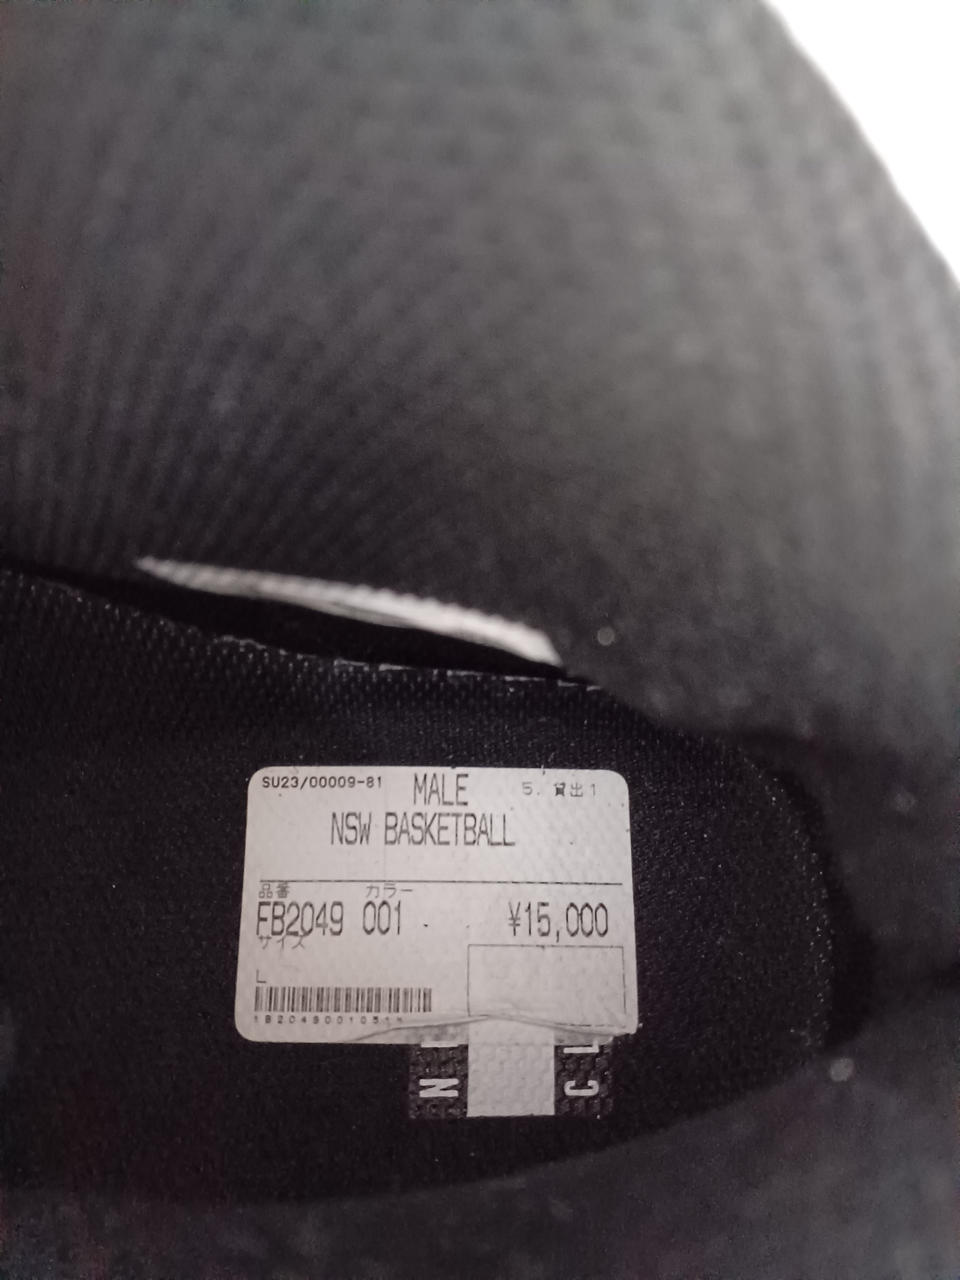 SU23/00009-81 MALE 5. 貸出1
NSW BASKETBALL
品番 カラー
FB2049 001 ¥15,000
サイズ
L
N C